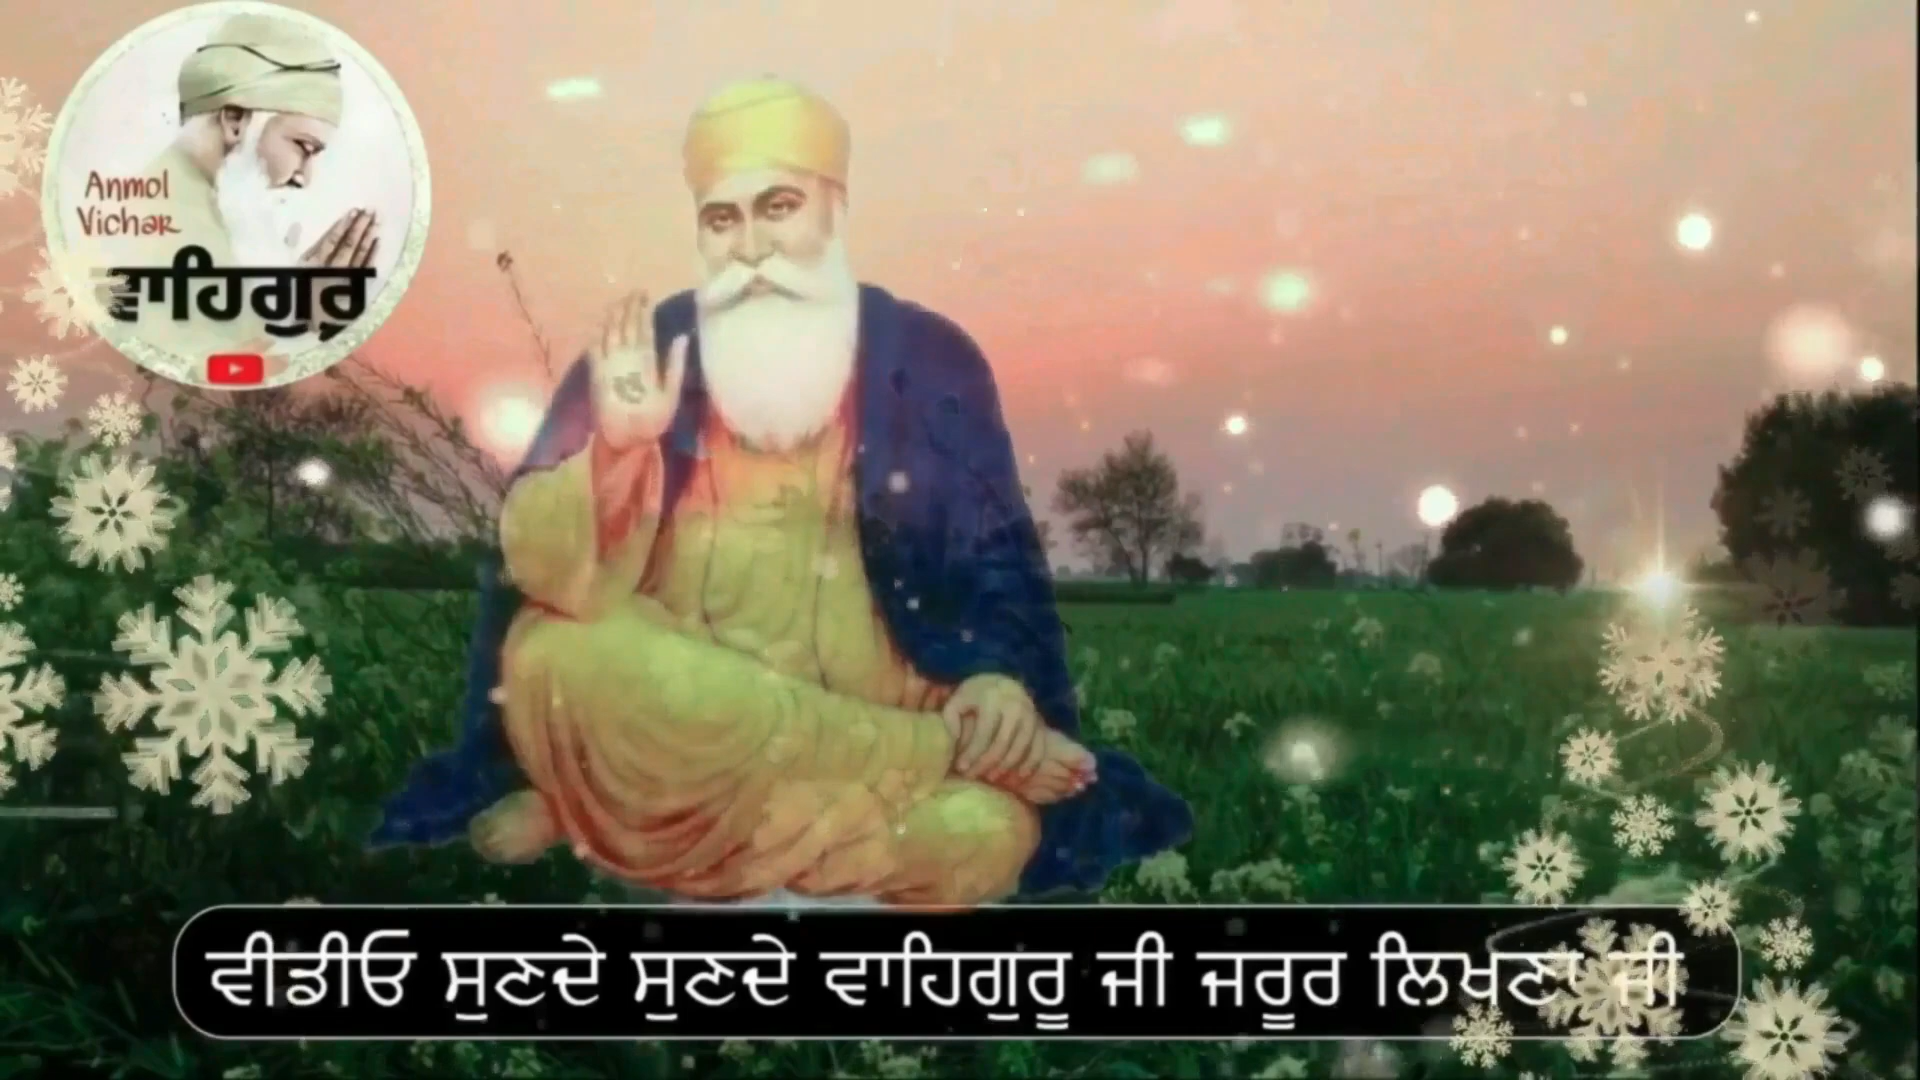 Anmol
Vichar
ਵਾਹਿਗੁਰੂ
ਵੀਡੀਓ ਸੁਣਦੇ ਸੁਣਦੇ ਵਾਹਿਗੁਰੂ ਜੀ ਜਰੂਰ ਲਿਖਣਾ ਜੀ